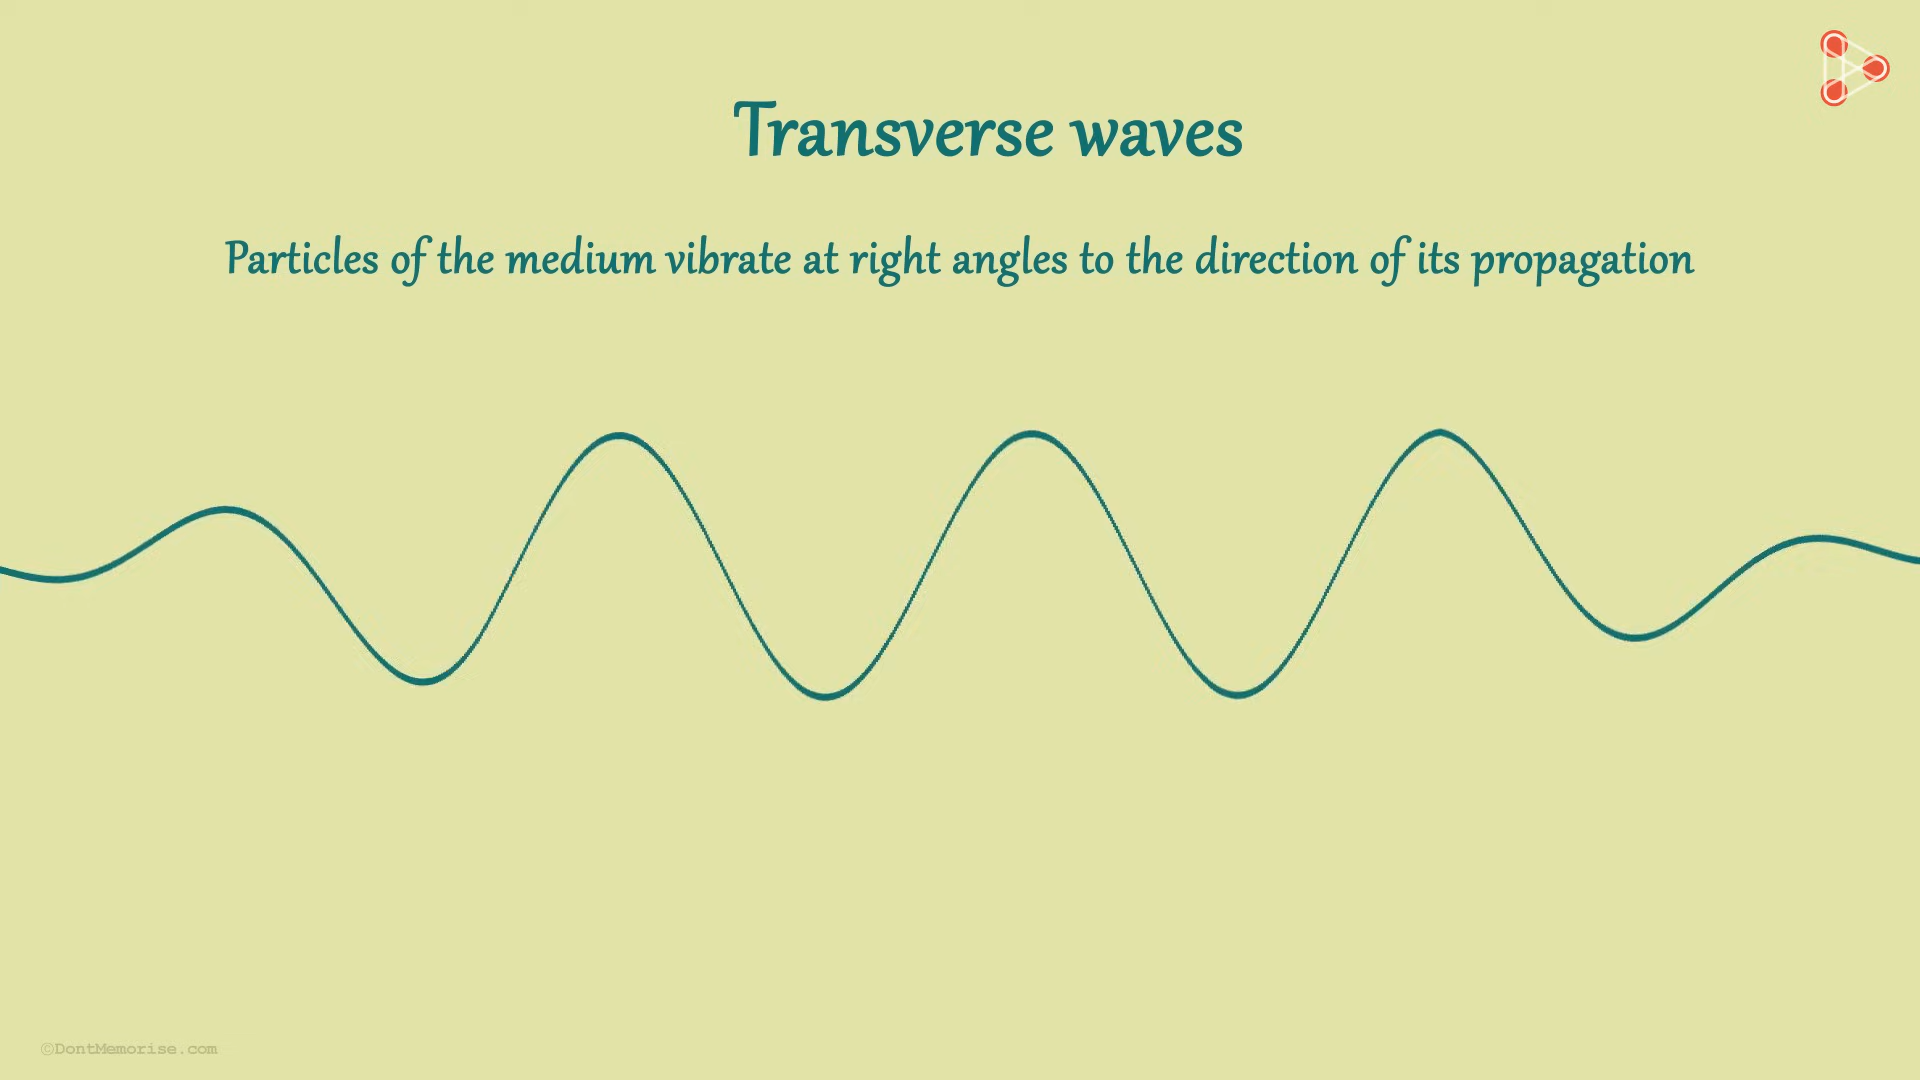 Transverse waves
Particles of the medium vibrate at right angles to the direction of its propagation
©DontMemorise.com